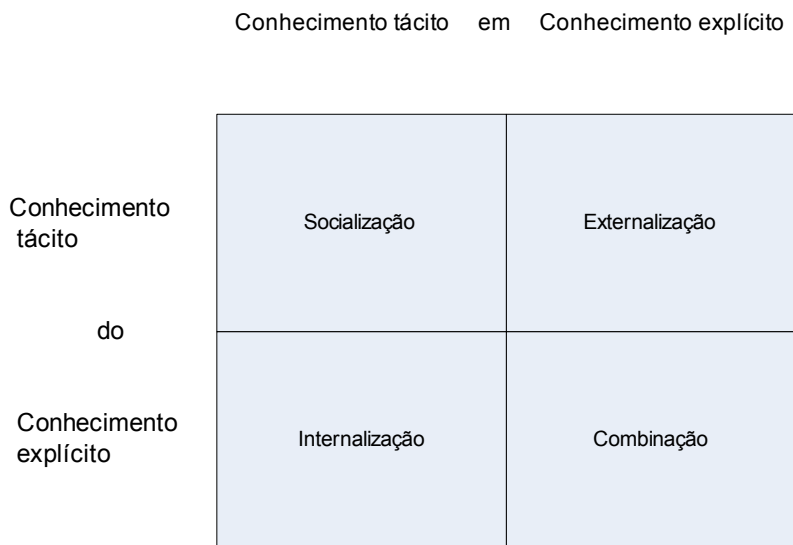 Conhecimento tácito em Conhecimento explícito
Conhecimento
tácito
Socialização
Externalização
do
Conhecimento
explícito
Internalização
Combinação